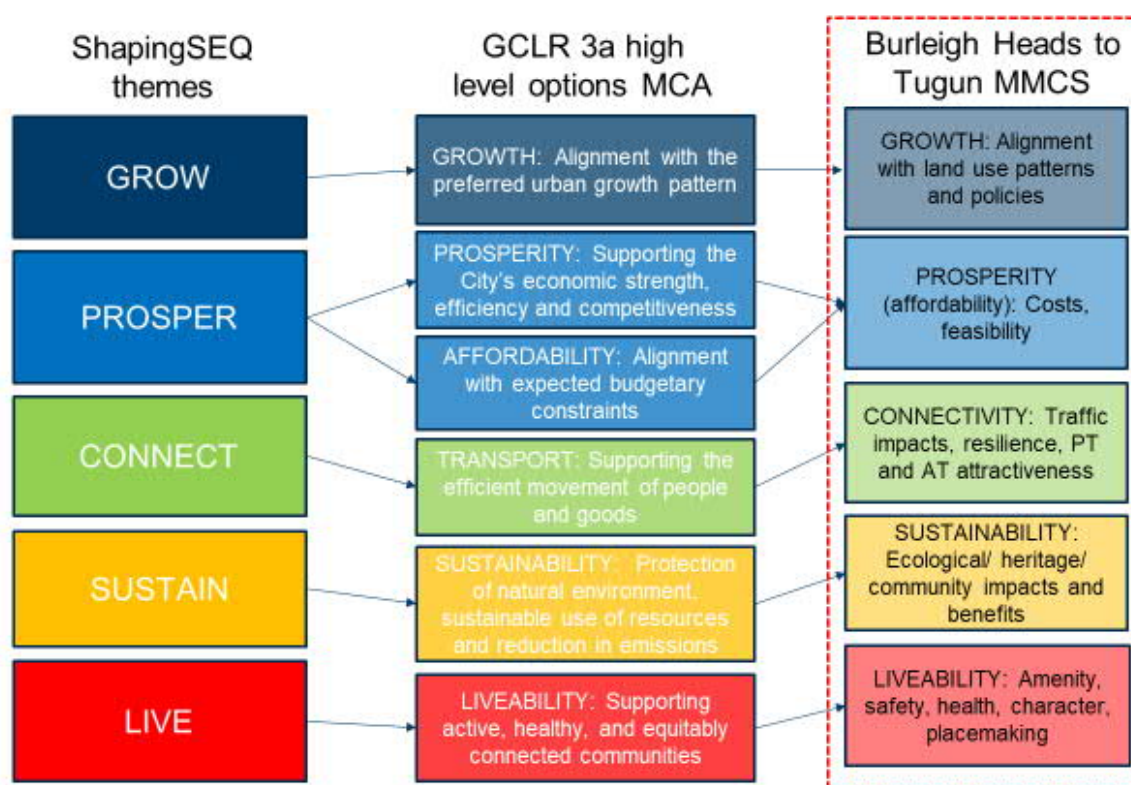 ShapingSEQ
themes
GCLR 3a high
level options MCA
Burleigh Heads to
Tugun MMCS
GROW
GROWTH: Alignment with the
preferred urban growth pattern
GROWTH: Alignment
with land use patterns
and policies
PROSPER
PROSPERITY: Supporting the
City's economic strength,
efficiency and competitiveness
AFFORDABILITY: Alignment
with expected budgetary
constraints
PROSPERITY
(affordability): Costs,
feasibility
CONNECT
TRANSPORT: Supporting the
efficient movement of people
and goods
CONNECTIVITY: Traffic
impacts, resilience, PT
and AT attractiveness
SUSTAIN
SUSTAINABILITY: Protection
of natural environment,
sustainable use of resources
and reduction in emissions
SUSTAINABILITY:
Ecological/ heritage/
community impacts and
benefits
LIVE
LIVEABILITY: Supporting
active, healthy, and equitably
connected communities
LIVEABILITY: Amenity,
safety, health, character,
placemaking